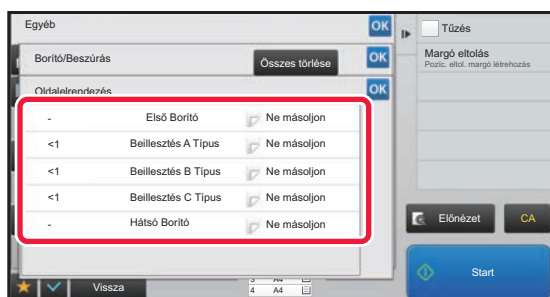 Egyéb
OK
Borító/Beszúrás
Összes törlése
OK
Oldalelrendezés
OK
- Első Borító Ne másoljon
<1 Beillesztés A Típus Ne másoljon
<1 Beillesztés B Típus Ne másoljon
<1 Beillesztés C Típus Ne másoljon
- Hátsó Borító Ne másoljon
Vissza
3 A4
4 A4
Tűzés
Margó eltolás
Pozic. eltol. margó létrehozás
Előnézet
CA
Start